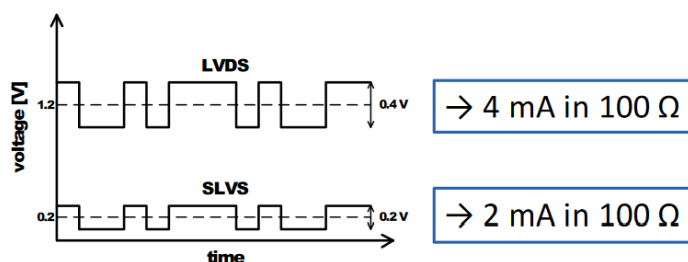 LVDS
voltage [V]
1.2
0.4 V
→ 4 mA in 100 Ω
SLVS
0.2
0.2 V
→ 2 mA in 100 Ω
time